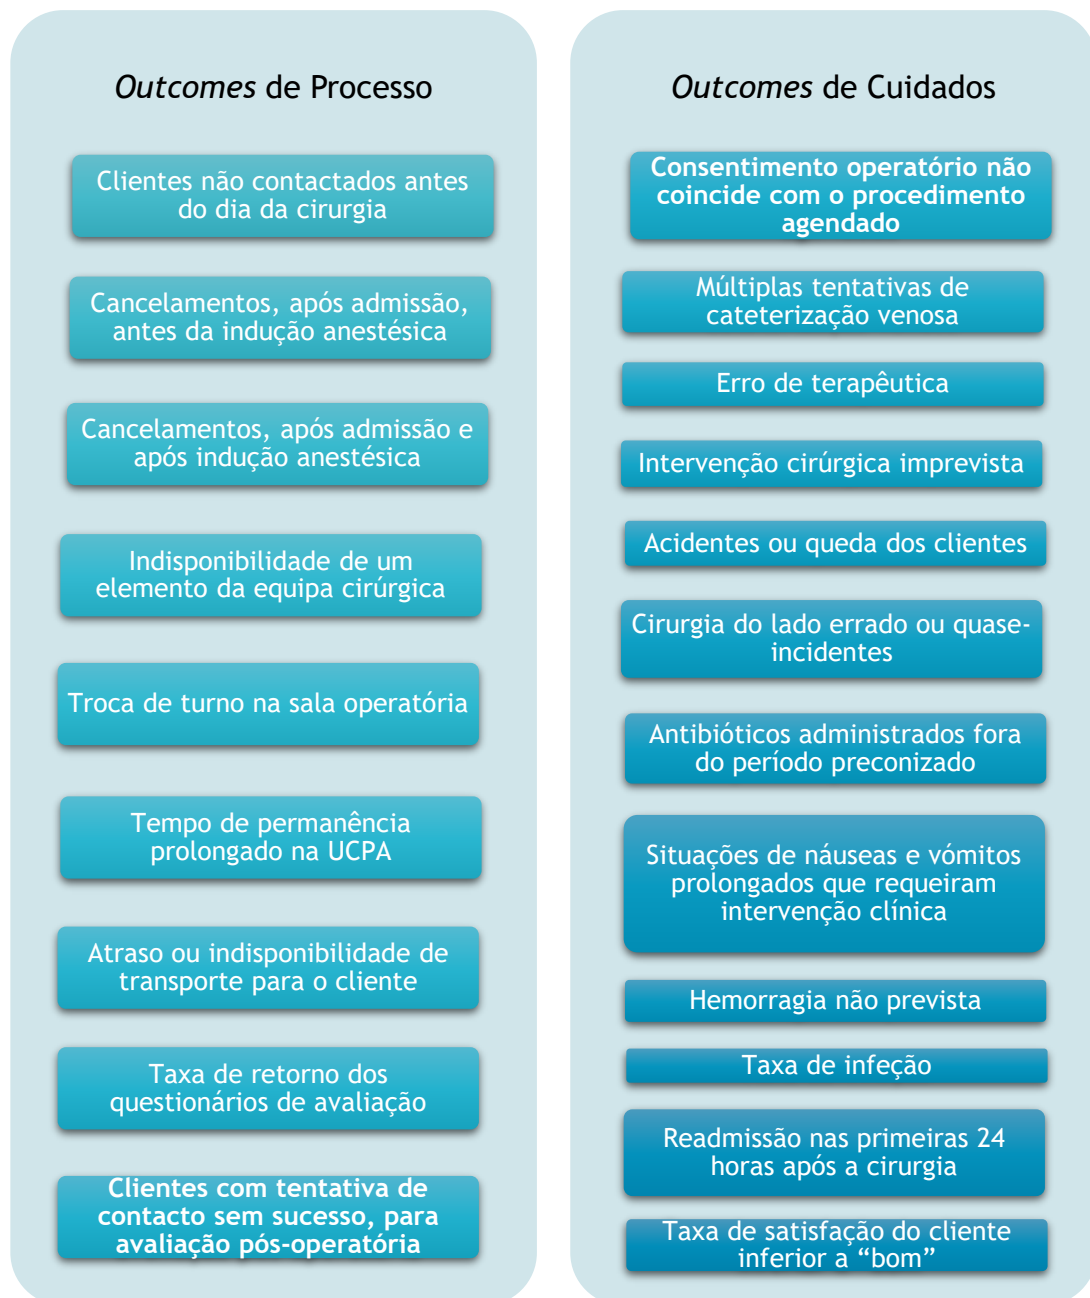 Outcomes de Processo
Clientes não contactados antes
do dia da cirurgia
Cancelamentos, após admissão,
antes da indução anestésica
Cancelamentos, após admissão e
após indução anestésica
Indisponibilidade de um
elemento da equipa cirúrgica
Troca de turno na sala operatória
Tempo de permanência
prolongado na UCPA
Atraso ou indisponibilidade de
transporte para o cliente
Taxa de retorno dos
questionários de avaliação
Clientes com tentativa de
contacto sem sucesso, para
avaliação pós-operatória
Outcomes de Cuidados
Consentimento operatório não
coincide com o procedimento
agendado
Múltiplas tentativas de
cateterização venosa
Erro de terapêutica
Intervenção cirúrgica imprevista
Acidentes ou queda dos clientes
Cirurgia do lado errado ou quase-
incidentes
Antibióticos administrados fora
do período preconizado
Situações de náuseas e vómitos
prolongados que requeiram
intervenção clínica
Hemorragia não prevista
Taxa de infeção
Readmissão nas primeiras 24
horas após a cirurgia
Taxa de satisfação do cliente
inferior a “bom”